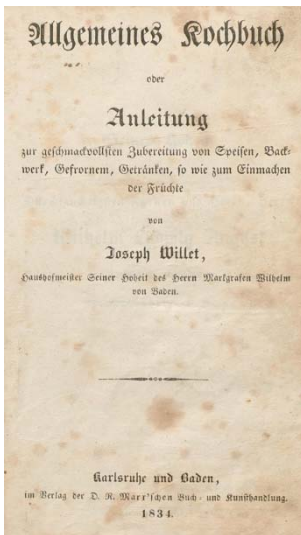 Allgemeines Kochbuch
oder
Anleitung
zur geschmackvollsten Zubereitung von Speisen, Back-
werk, Gefrornem, Getränken, so wie zum Einmachen
der Früchte
von
Joseph Willet,
Haushofmeister Seiner Hoheit des Herrn Markgrafen Wilhelm
von Baden.
Karlsruhe und Baden,
im Verlag der D. R. Marx'schen Buch- und Kunsthandlung.
1834.